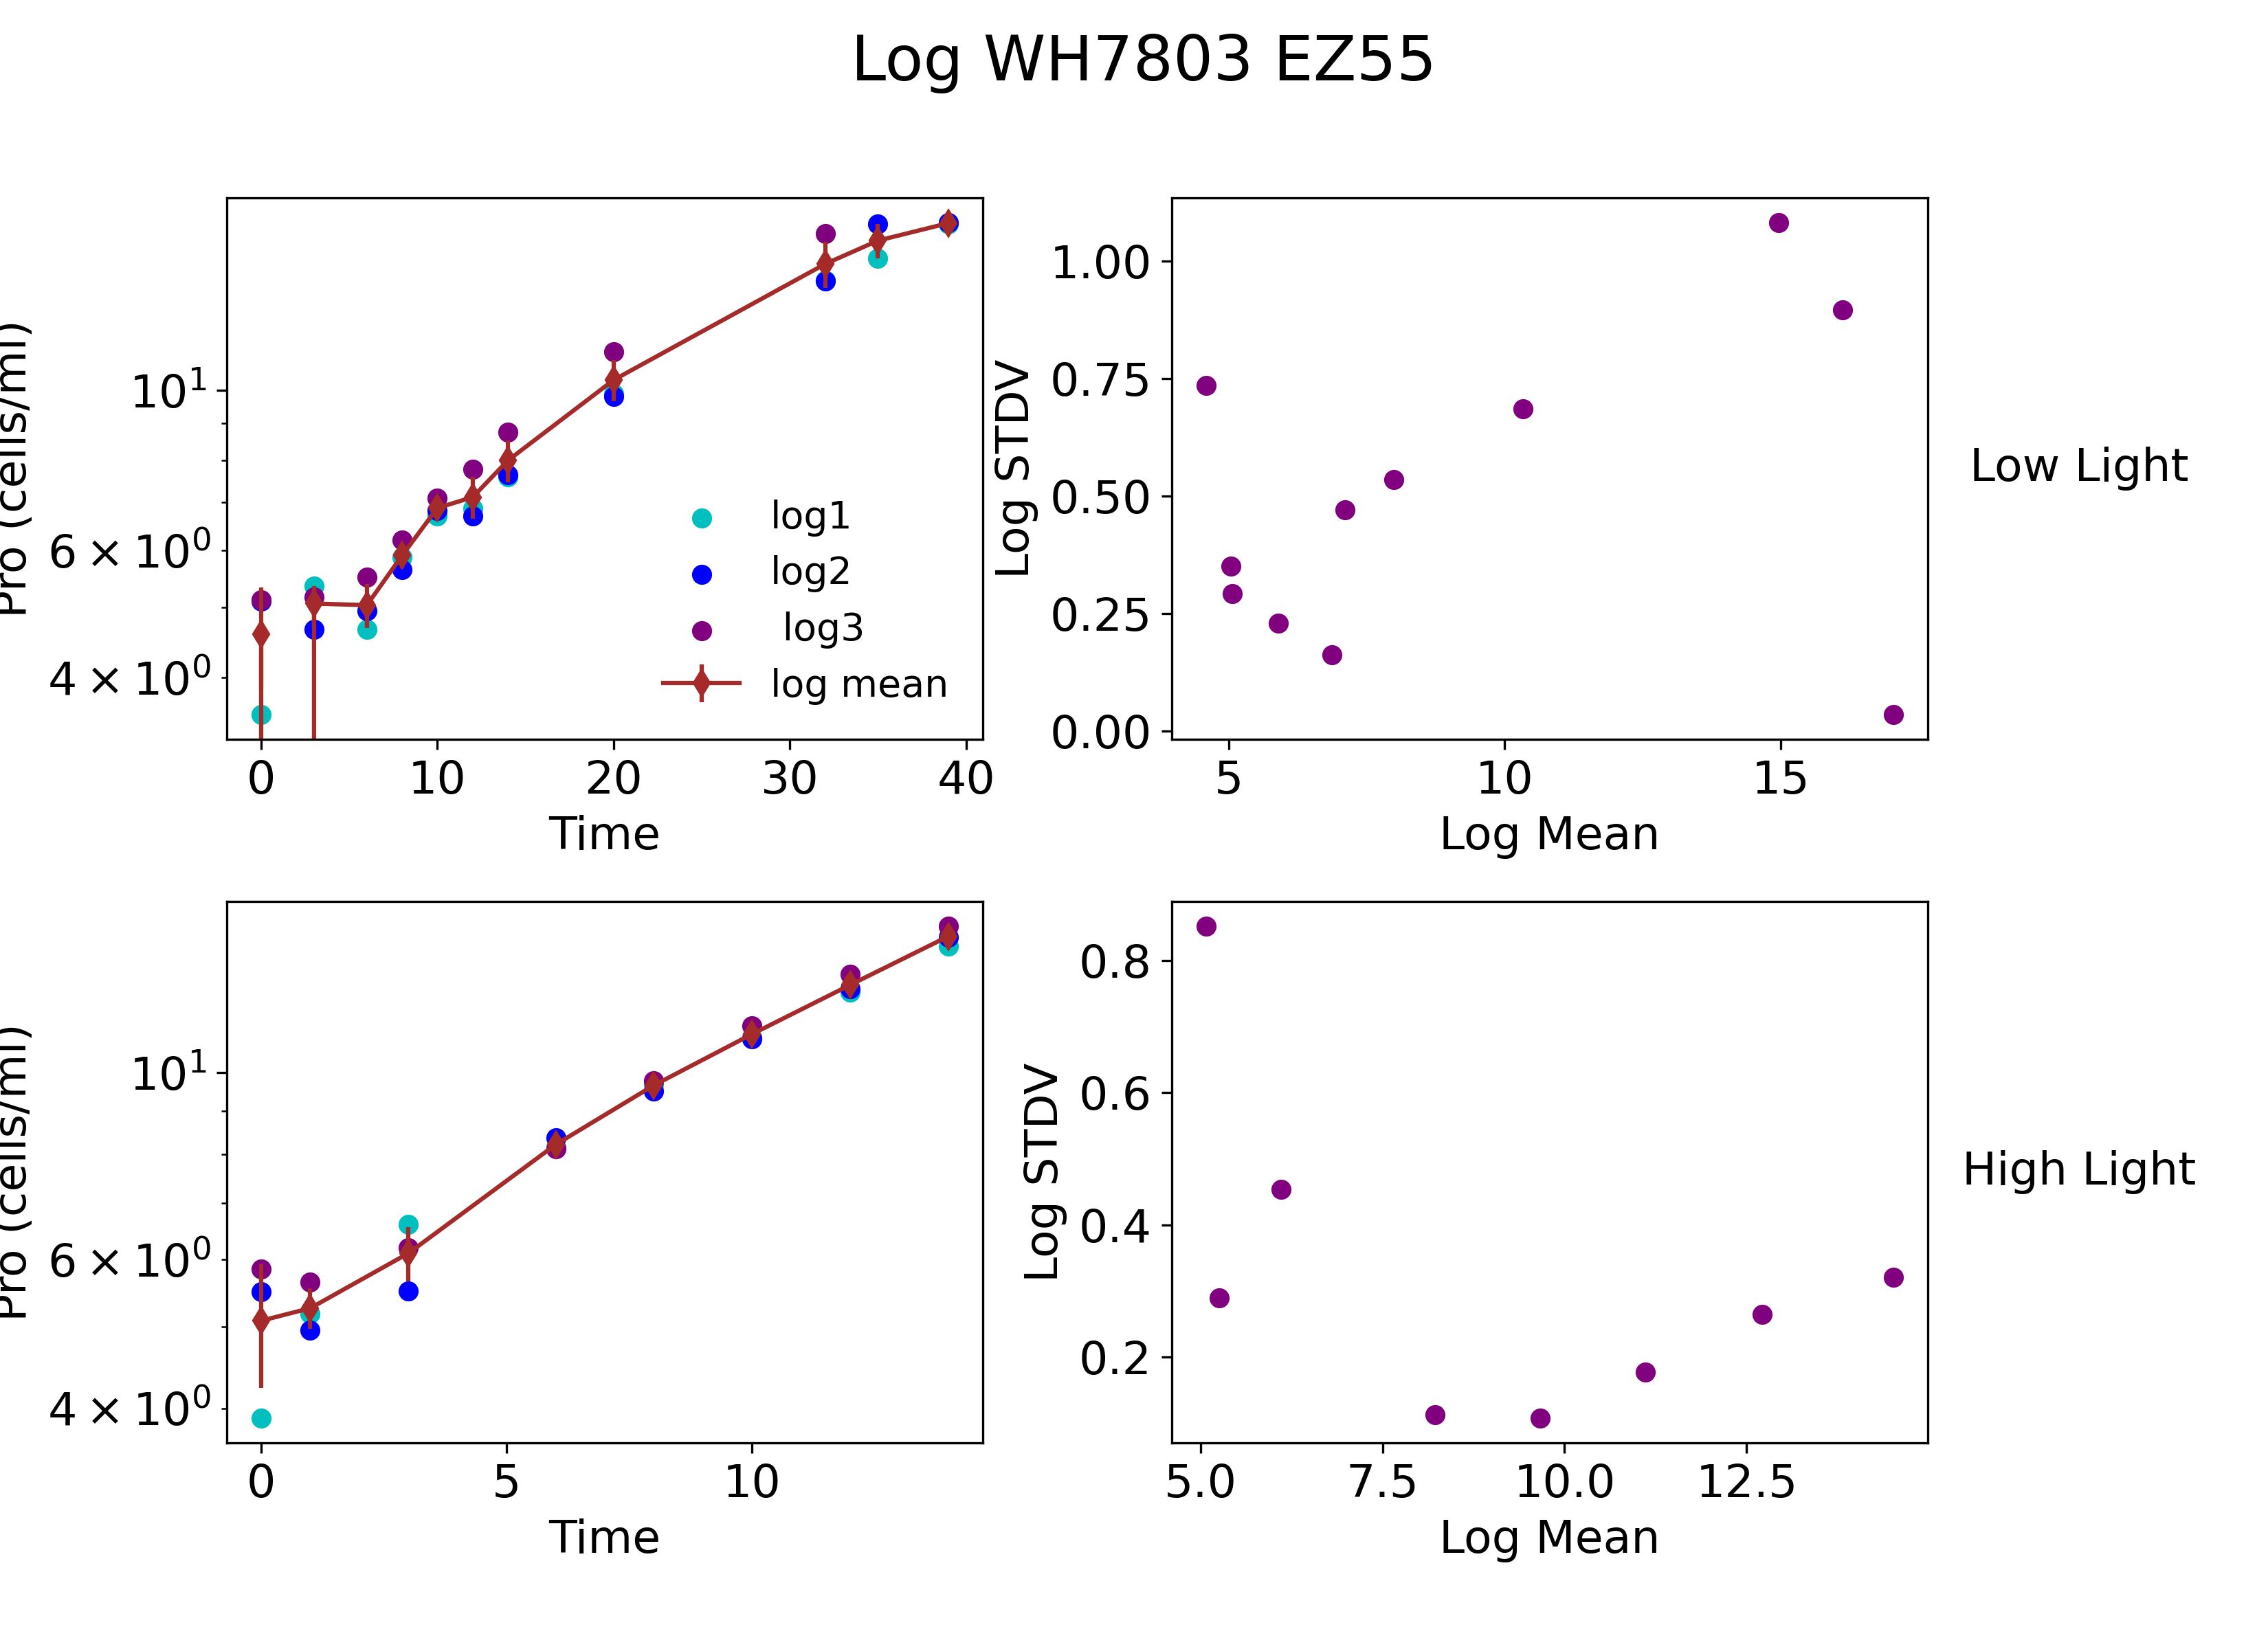 Log WH7803 EZ55
Pro (cells/ml)
10¹
6 × 10⁰
4 × 10⁰
log1
log2
log3
log mean
0 10 20 30 40
Time
Log STDV
1.00
0.75
0.50
0.25
0.00
5 10 15
Log Mean
Low Light
Pro (cells/ml)
10¹
6 × 10⁰
4 × 10⁰
0 5 10
Time
Log STDV
0.8
0.6
0.4
0.2
5.0 7.5 10.0 12.5
Log Mean
High Light